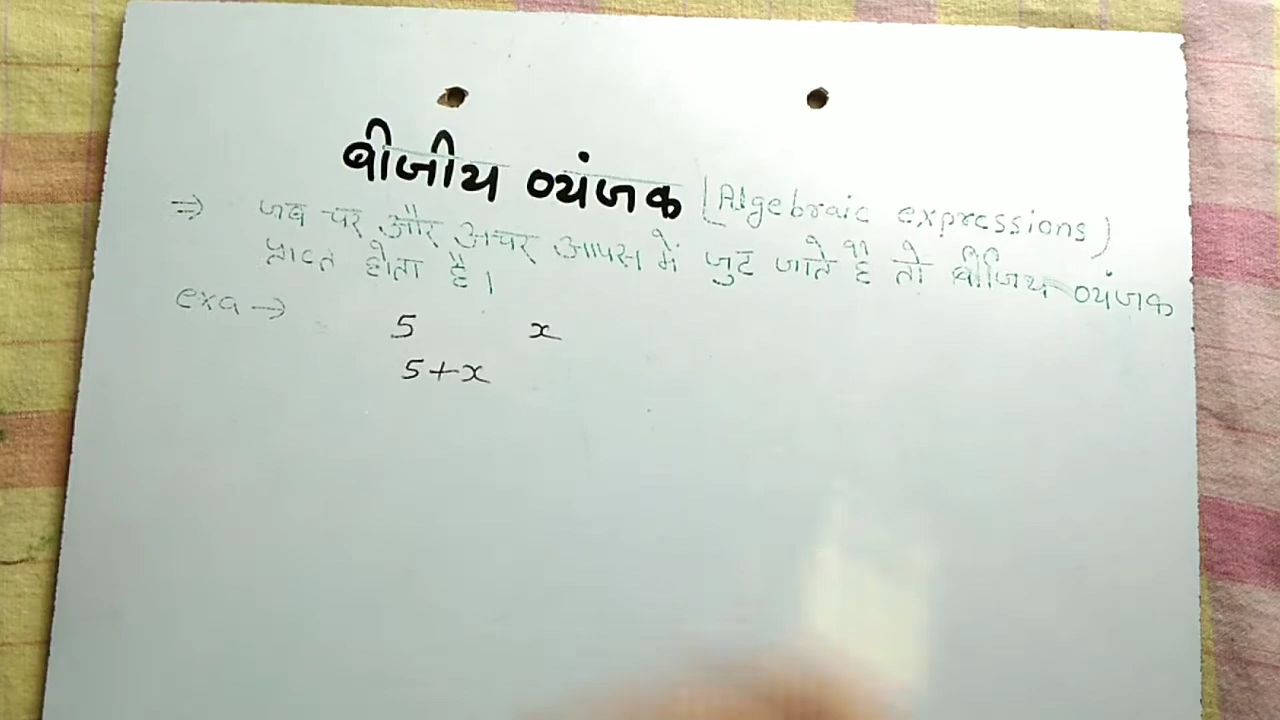 बीजीय व्यंजक (Algebraic expressions)
⇒ जब चर और अचर आपस में जुट जाते हैं तो बीजिय व्यंजक
प्राप्त होता है।
exa →
5 x
5+x